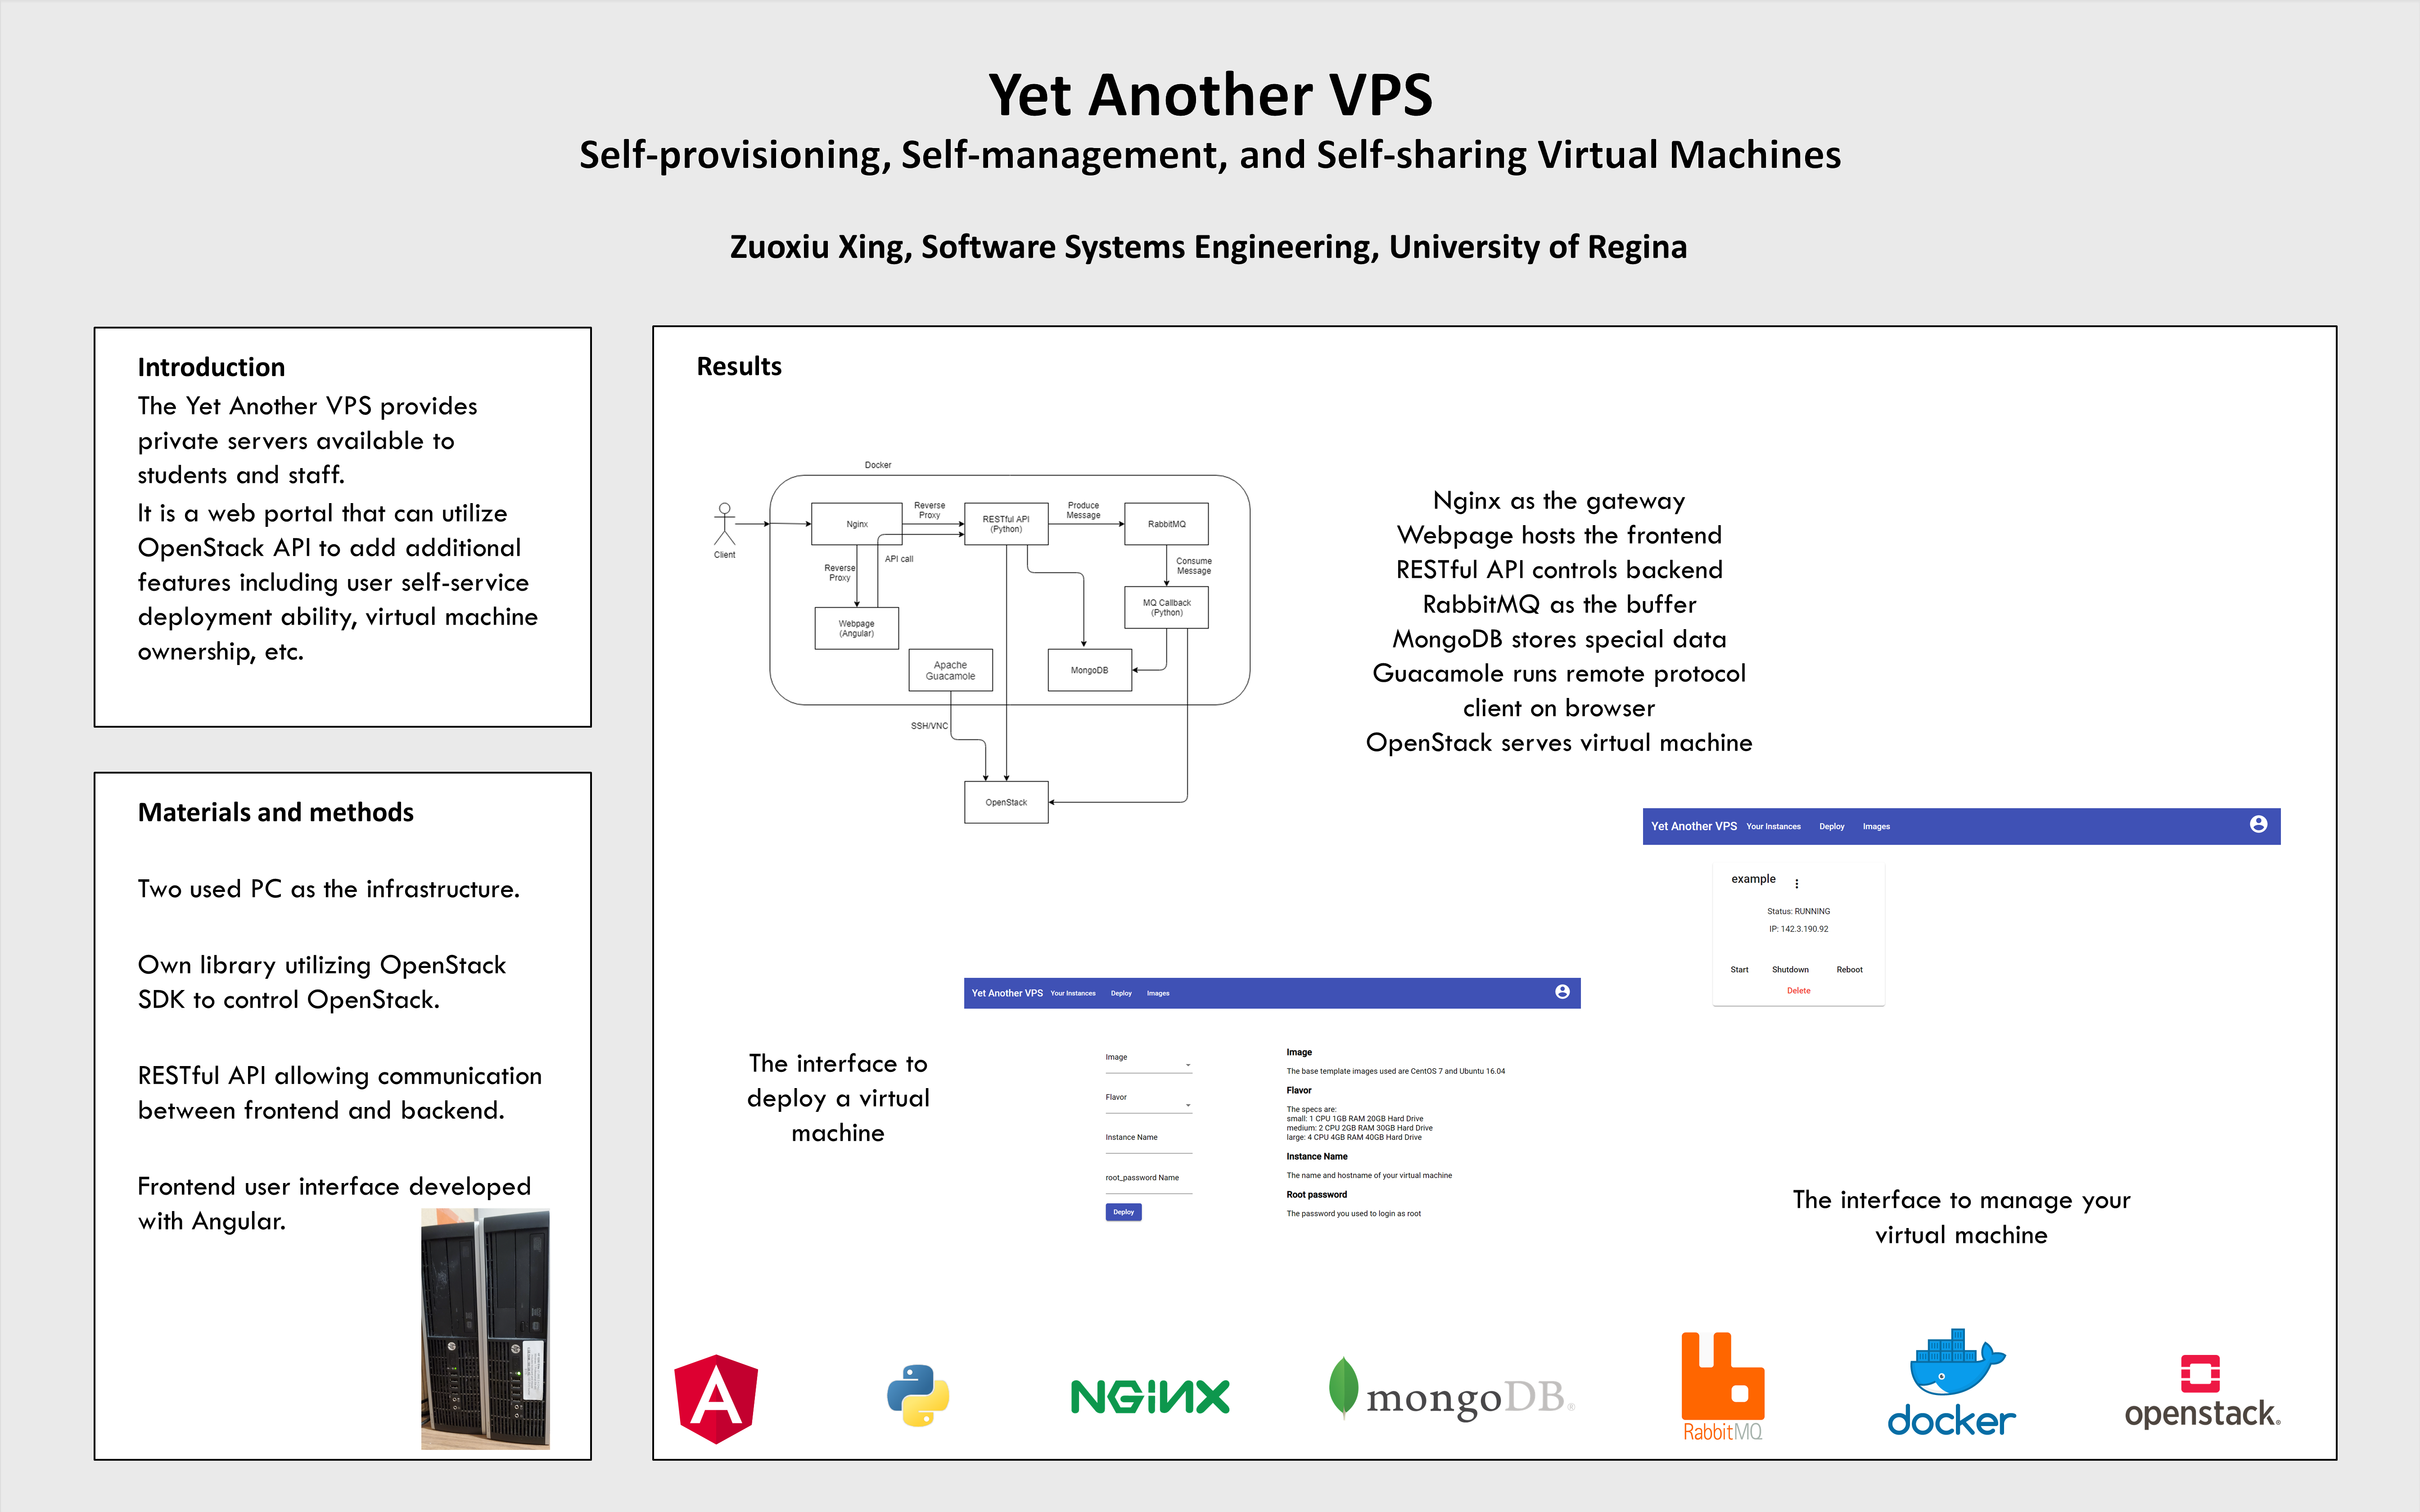 Yet Another VPS
Self-provisioning, Self-management, and Self-sharing Virtual Machines
Zuoxiu Xing, Software Systems Engineering, University of Regina
Introduction
The Yet Another VPS provides
private servers available to
students and staff.
It is a web portal that can utilize
OpenStack API to add additional
features including user self-service
deployment ability, virtual machine
ownership, etc.
Materials and methods
Two used PC as the infrastructure.
Own library utilizing OpenStack
SDK to control OpenStack.
RESTful API allowing communication
between frontend and backend.
Frontend user interface developed
with Angular.
Results
Docker
Client
Nginx
Reverse
Proxy
RESTful API
(Python)
Produce
Message
RabbitMQ
Reverse
Proxy
API call
Consume
Message
Webpage
(Angular)
MQ Callback
(Python)
Apache
Guacamole
MongoDB
SSH/VNC
OpenStack
Nginx as the gateway
Webpage hosts the frontend
RESTful API controls backend
RabbitMQ as the buffer
MongoDB stores special data
Guacamole runs remote protocol
client on browser
OpenStack serves virtual machine
Yet Another VPS Your Instances Deploy Images
example
Status: RUNNING
IP: 142.3.190.92
Start Shutdown Reboot
Delete
The interface to manage your
virtual machine
The interface to
deploy a virtual
machine
Yet Another VPS Your Instances Deploy Images
Image
Flavor
Instance Name
root_password Name
Deploy
Image
The base template images used are CentOS 7 and Ubuntu 16.04
Flavor
The specs are:
small: 1 CPU 1GB RAM 20GB Hard Drive
medium: 2 CPU 2GB RAM 30GB Hard Drive
large: 4 CPU 4GB RAM 40GB Hard Drive
Instance Name
The name and hostname of your virtual machine
Root password
The password you used to login as root
A
NGINX
mongoDB®
RabbitMQ
docker
openstack®